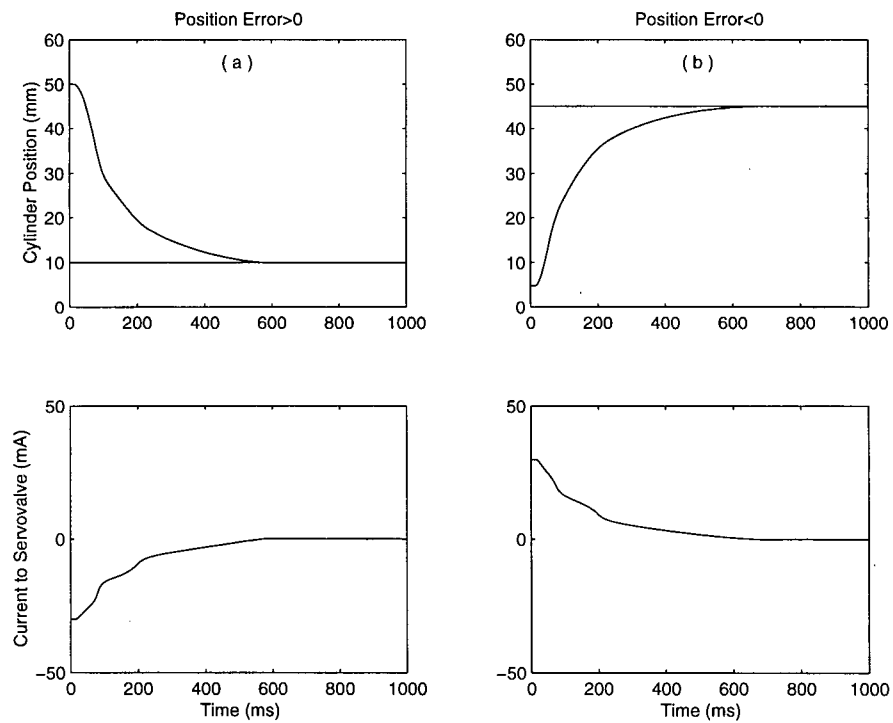 Position Error>0
Position Error<0
( a )
( b )
Cylinder Position (mm)
60
50
40
30
20
10
0
0 200 400 600 800 1000
60
50
40
30
20
10
0
0 200 400 600 800 1000
Current to Servovalve (mA)
50
0
−50
0 200 400 600 800 1000
Time (ms)
50
0
−50
0 200 400 600 800 1000
Time (ms)